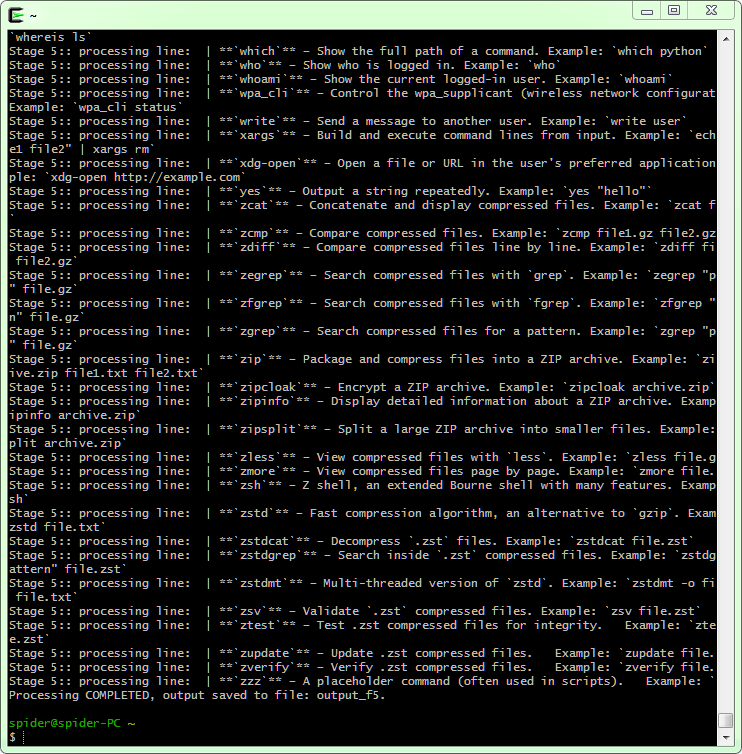 ~
`whereis ls`
Stage 5:: processing line:  | **`which`** – Show the full path of a command. Example: `which python`
Stage 5:: processing line:  | **`who`** – Show who is logged in. Example: `who`
Stage 5:: processing line:  | **`whoami`** – Show the current logged-in user. Example: `whoami`
Stage 5:: processing line:  | **`wpa_cli`** – Control the wpa_supplicant (wireless network configurat
Example: `wpa_cli status`
Stage 5:: processing line:  | **`write`** – Send a message to another user. Example: `write user`
Stage 5:: processing line:  | **`xargs`** – Build and execute command lines from input. Example: `ech
e1 file2" | xargs rm`
Stage 5:: processing line:  | **`xdg-open`** – Open a file or URL in the user's preferred application
ple: `xdg-open http://example.com`
Stage 5:: processing line:  | **`yes`** – Output a string repeatedly. Example: `yes "hello"`
Stage 5:: processing line:  | **`zcat`** – Concatenate and display compressed files. Example: `zcat f
`
Stage 5:: processing line:  | **`zcmp`** – Compare compressed files. Example: `zcmp file1.gz file2.gz
Stage 5:: processing line:  | **`zdiff`** – Compare compressed files line by line. Example: `zdiff fi
 file2.gz`
Stage 5:: processing line:  | **`zegrep`** – Search compressed files with `grep`. Example: `zegrep "p
" file.gz`
Stage 5:: processing line:  | **`zfgrep`** – Search compressed files with `fgrep`. Example: `zfgrep "
n" file.gz`
Stage 5:: processing line:  | **`zgrep`** – Search compressed files for a pattern. Example: `zgrep "p
" file.gz`
Stage 5:: processing line:  | **`zip`** – Package and compress files into a ZIP archive. Example: `zi
ive.zip file1.txt file2.txt`
Stage 5:: processing line:  | **`zipcloak`** – Encrypt a ZIP archive. Example: `zipcloak archive.zip`
Stage 5:: processing line:  | **`zipinfo`** – Display detailed information about a ZIP archive. Examp
ipinfo archive.zip`
Stage 5:: processing line:  | **`zipsplit`** – Split a large ZIP archive into smaller files. Example:
plit archive.zip`
Stage 5:: processing line:  | **`zless`** – View compressed files with `less`. Example: `zless file.g
Stage 5:: processing line:  | **`zmore`** – View compressed files page by page. Example: `zmore file.
Stage 5:: processing line:  | **`zsh`** – Z shell, an extended Bourne shell with many features. Examp
sh`
Stage 5:: processing line:  | **`zstd`** – Fast compression algorithm, an alternative to `gzip`. Exam
zstd file.txt`
Stage 5:: processing line:  | **`zstdcat`** – Decompress `.zst` files. Example: `zstdcat file.zst`
Stage 5:: processing line:  | **`zstdgrep`** – Search inside `.zst` compressed files. Example: `zstdg
attern" file.zst`
Stage 5:: processing line:  | **`zstdmt`** – Multi-threaded version of `zstd`. Example: `zstdmt -o fi
 file.txt`
Stage 5:: processing line:  | **`zsv`** – Validate `.zst` compressed files. Example: `zsv file.zst`
Stage 5:: processing line:  | **`ztest`** – Test .zst compressed files for integrity.   Example: `zte
e.zst`
Stage 5:: processing line:  | **`zupdate`** – Update .zst compressed files.   Example: `zupdate file.
Stage 5:: processing line:  | **`zverify`** – Verify .zst compressed files.   Example: `zverify file.
Stage 5:: processing line:  | **`zzz`** – A placeholder command (often used in scripts).   Example: `
Processing COMPLETED, output saved to file: output_f5.
spider@spider-PC ~
$